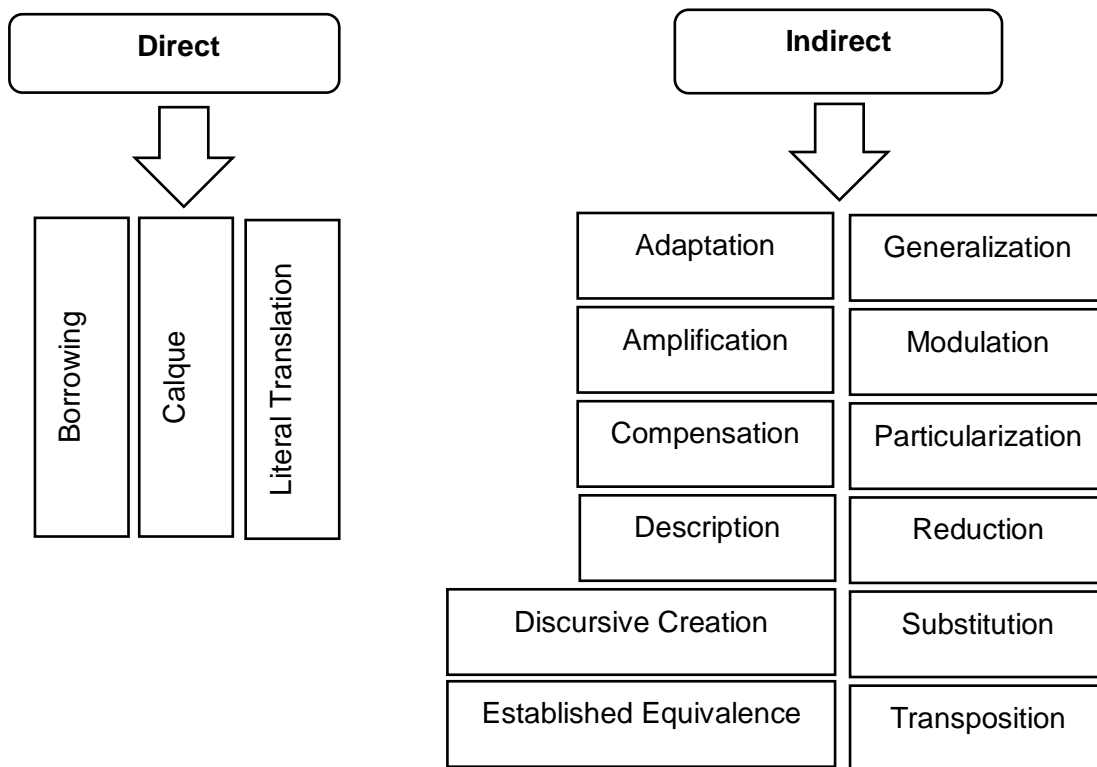 Direct
Borrowing
Calque
Literal Translation
Indirect
Adaptation
Generalization
Amplification
Modulation
Compensation
Particularization
Description
Reduction
Discursive Creation
Substitution
Established Equivalence
Transposition